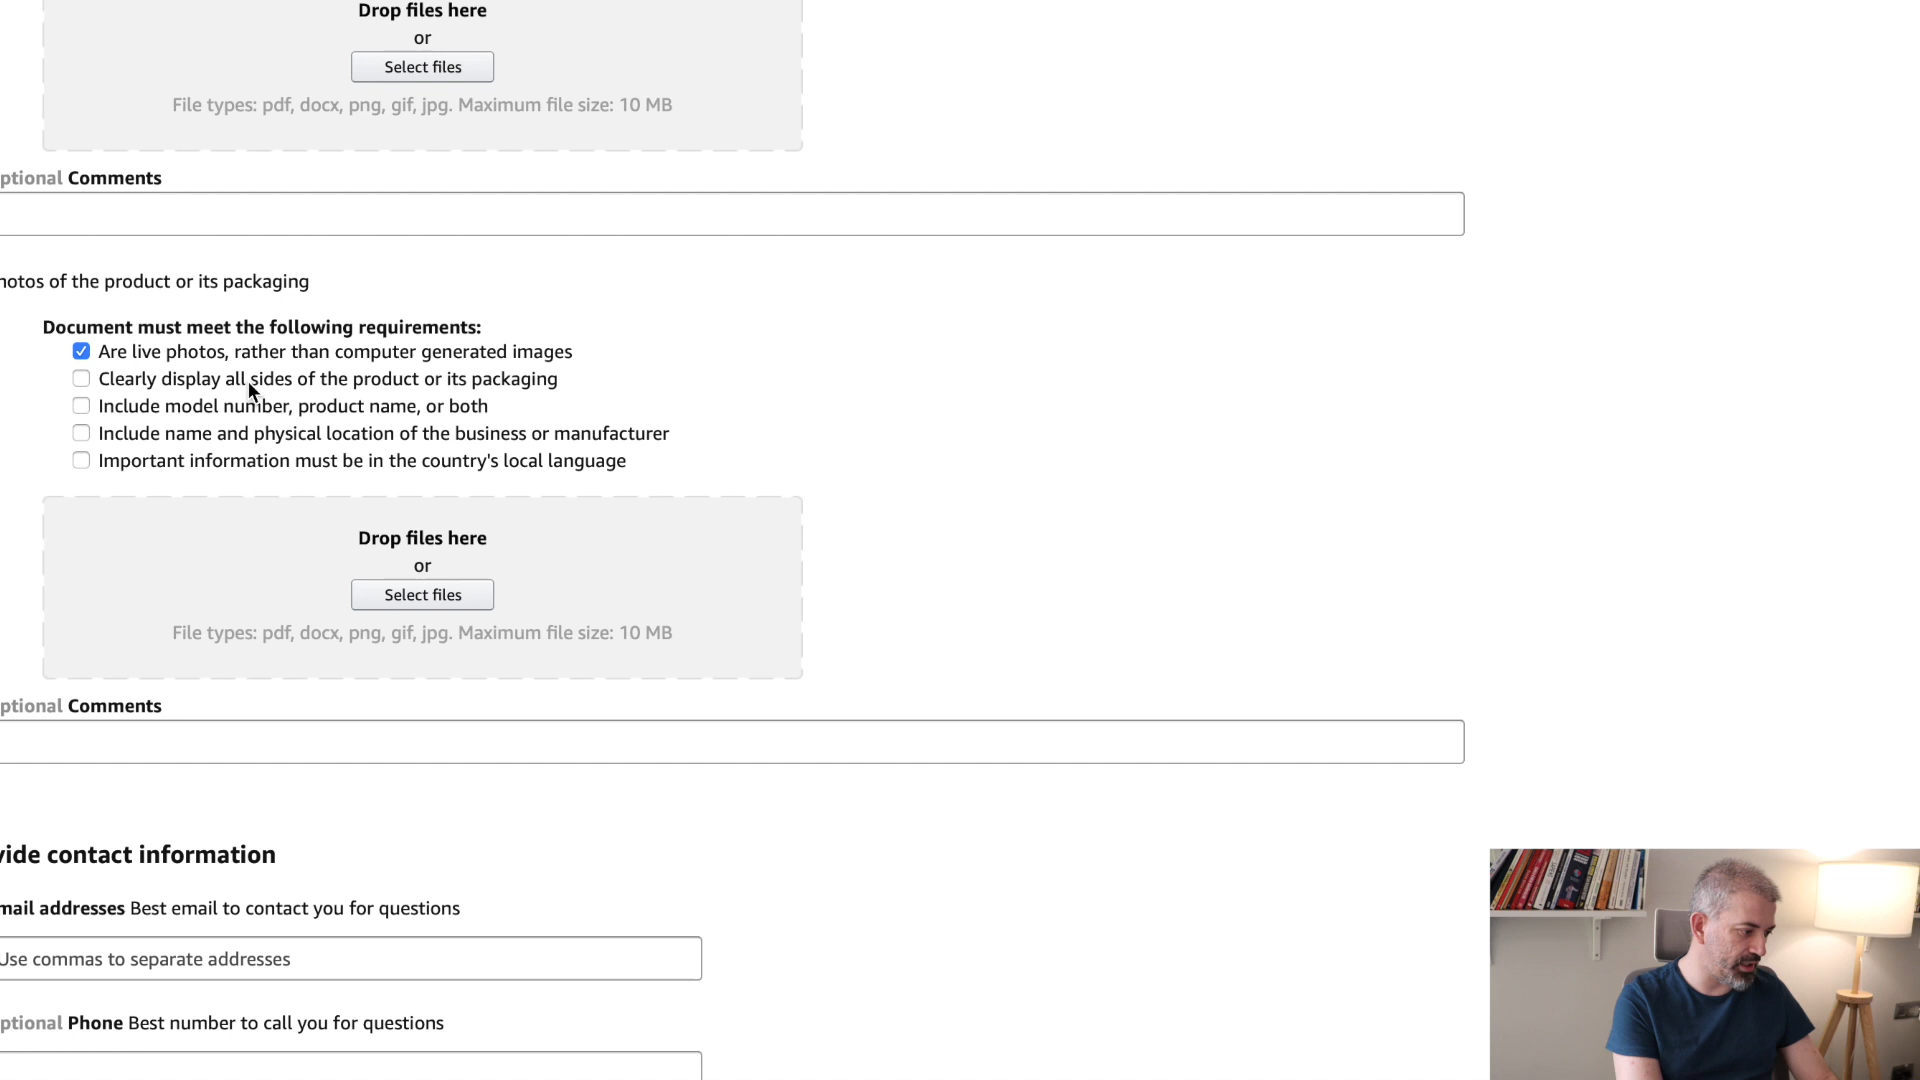 Drop files here
or
Select files
File types: pdf, docx, png, gif, jpg. Maximum file size: 10 MB
ptional Comments
hotos of the product or its packaging
Document must meet the following requirements:
Are live photos, rather than computer generated images
Clearly display all sides of the product or its packaging
Include model number, product name, or both
Include name and physical location of the business or manufacturer
Important information must be in the country's local language
Drop files here
or
Select files
File types: pdf, docx, png, gif, jpg. Maximum file size: 10 MB
ptional Comments
vide contact information
mail addresses Best email to contact you for questions
Use commas to separate addresses
ptional Phone Best number to call you for questions